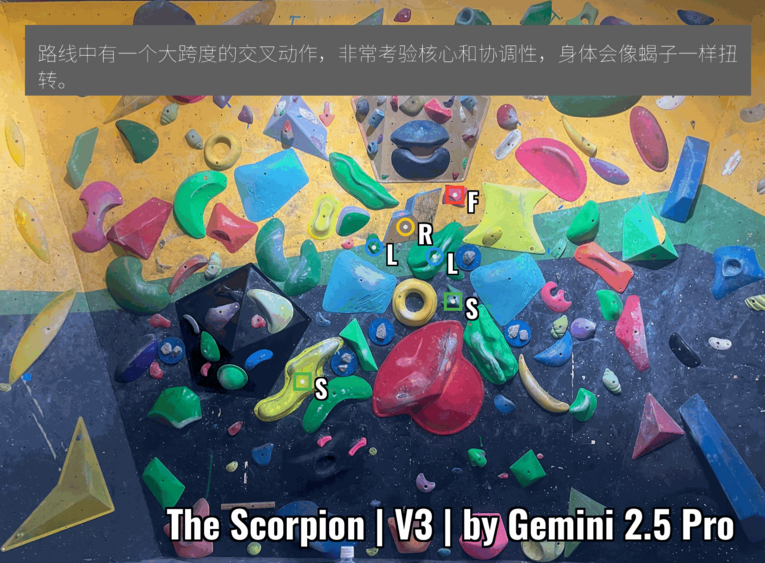 路线中有一个大跨度的交叉动作，非常考验核心和协调性，身体会像蝎子一样扭
转。
F
R
L
L
S
S
The Scorpion | V3 | by Gemini 2.5 Pro